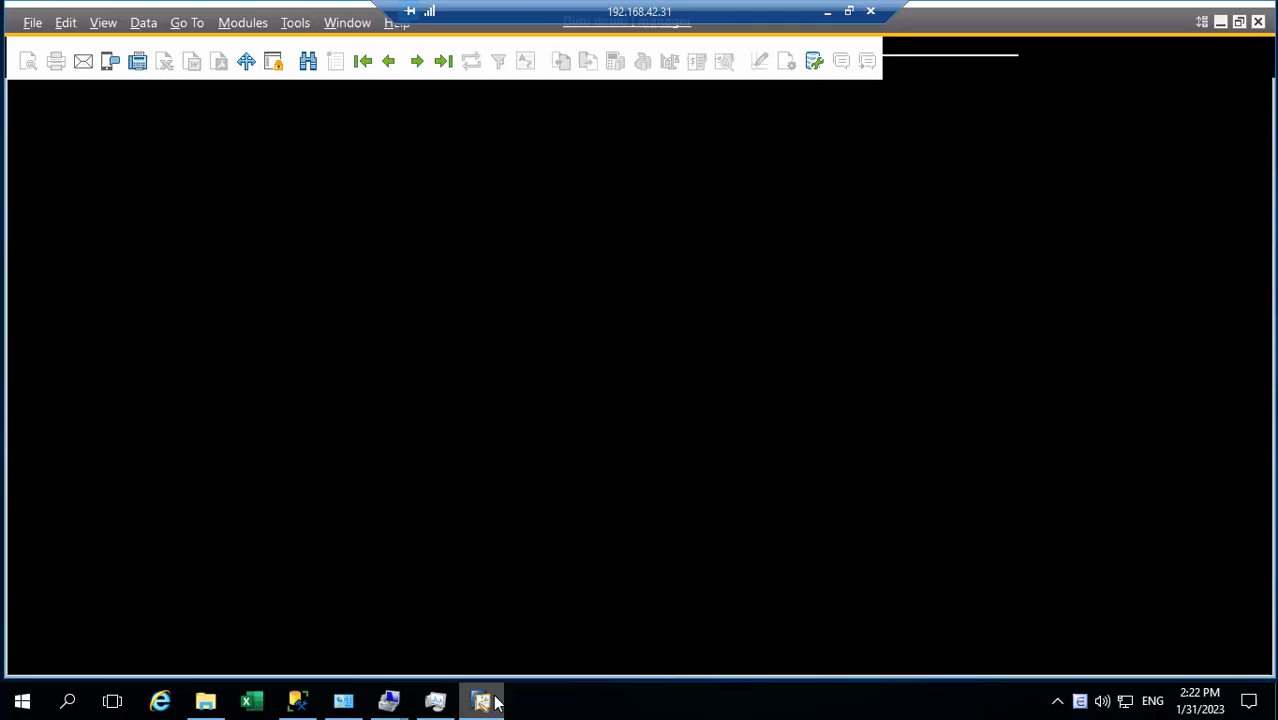 192.168.42.31
File Edit View Data Go To Modules Tools Window Help
manager
ENG
2:22 PM
1/31/2023